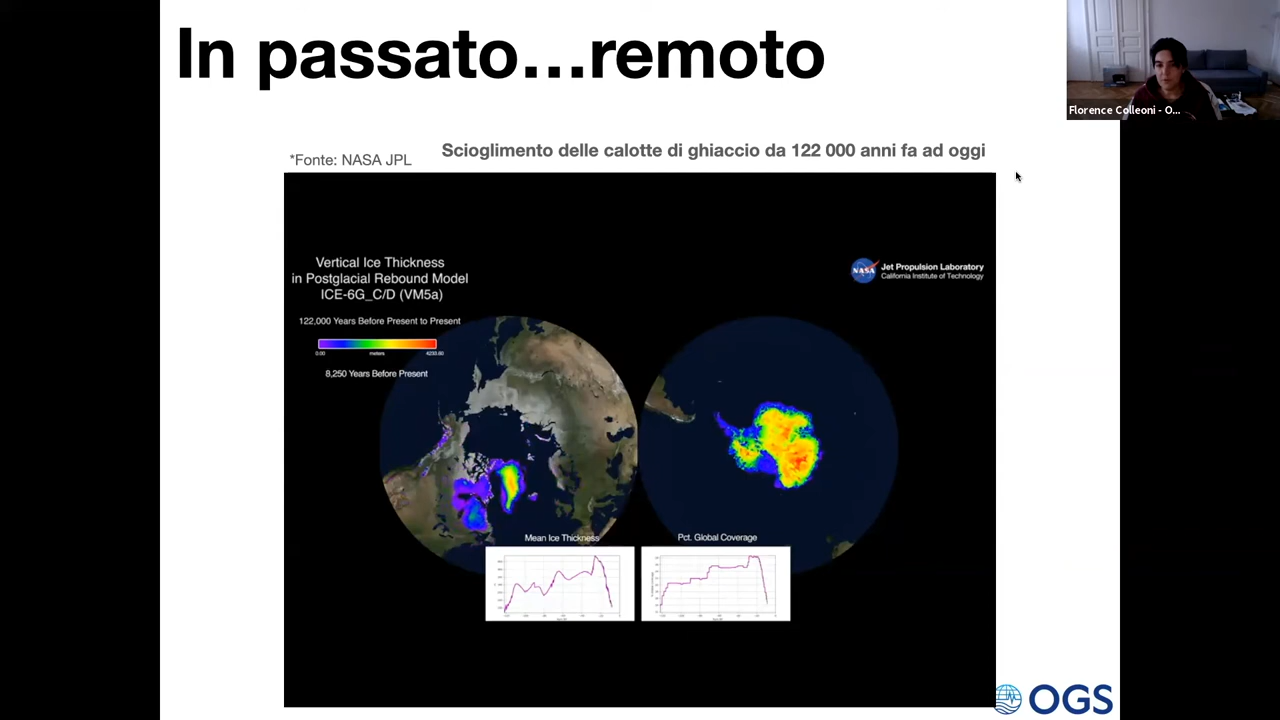 In passato...remoto
Florence Colleoni - O...
*Fonte: NASA JPL
Scioglimento delle calotte di ghiaccio da 122 000 anni fa ad oggi
Vertical Ice Thickness
in Postglacial Rebound Model
ICE-6G_C/D (VM5a)
NASA
Jet Propulsion Laboratory
California Institute of Technology
122,000 Years Before Present to Present
0.00 meters
8,250 Years Before Present
Mean Ice Thickness
Pct. Global Coverage
OGS